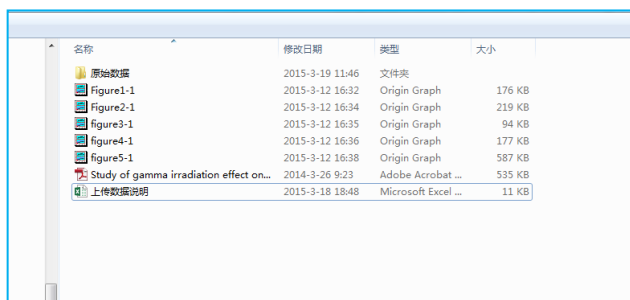 名称 修改日期 类型 大小
原始数据 2015-3-19 11:46 文件夹
Figure1-1 2015-3-12 16:32 Origin Graph 176 KB
Figure2-1 2015-3-12 16:34 Origin Graph 219 KB
figure3-1 2015-3-12 16:35 Origin Graph 94 KB
figure4-1 2015-3-12 16:36 Origin Graph 177 KB
figure5-1 2015-3-12 16:38 Origin Graph 587 KB
Study of gamma irradiation effect on... 2014-3-26 9:23 Adobe Acrobat ... 535 KB
上传数据说明 2015-3-18 18:48 Microsoft Excel ... 11 KB